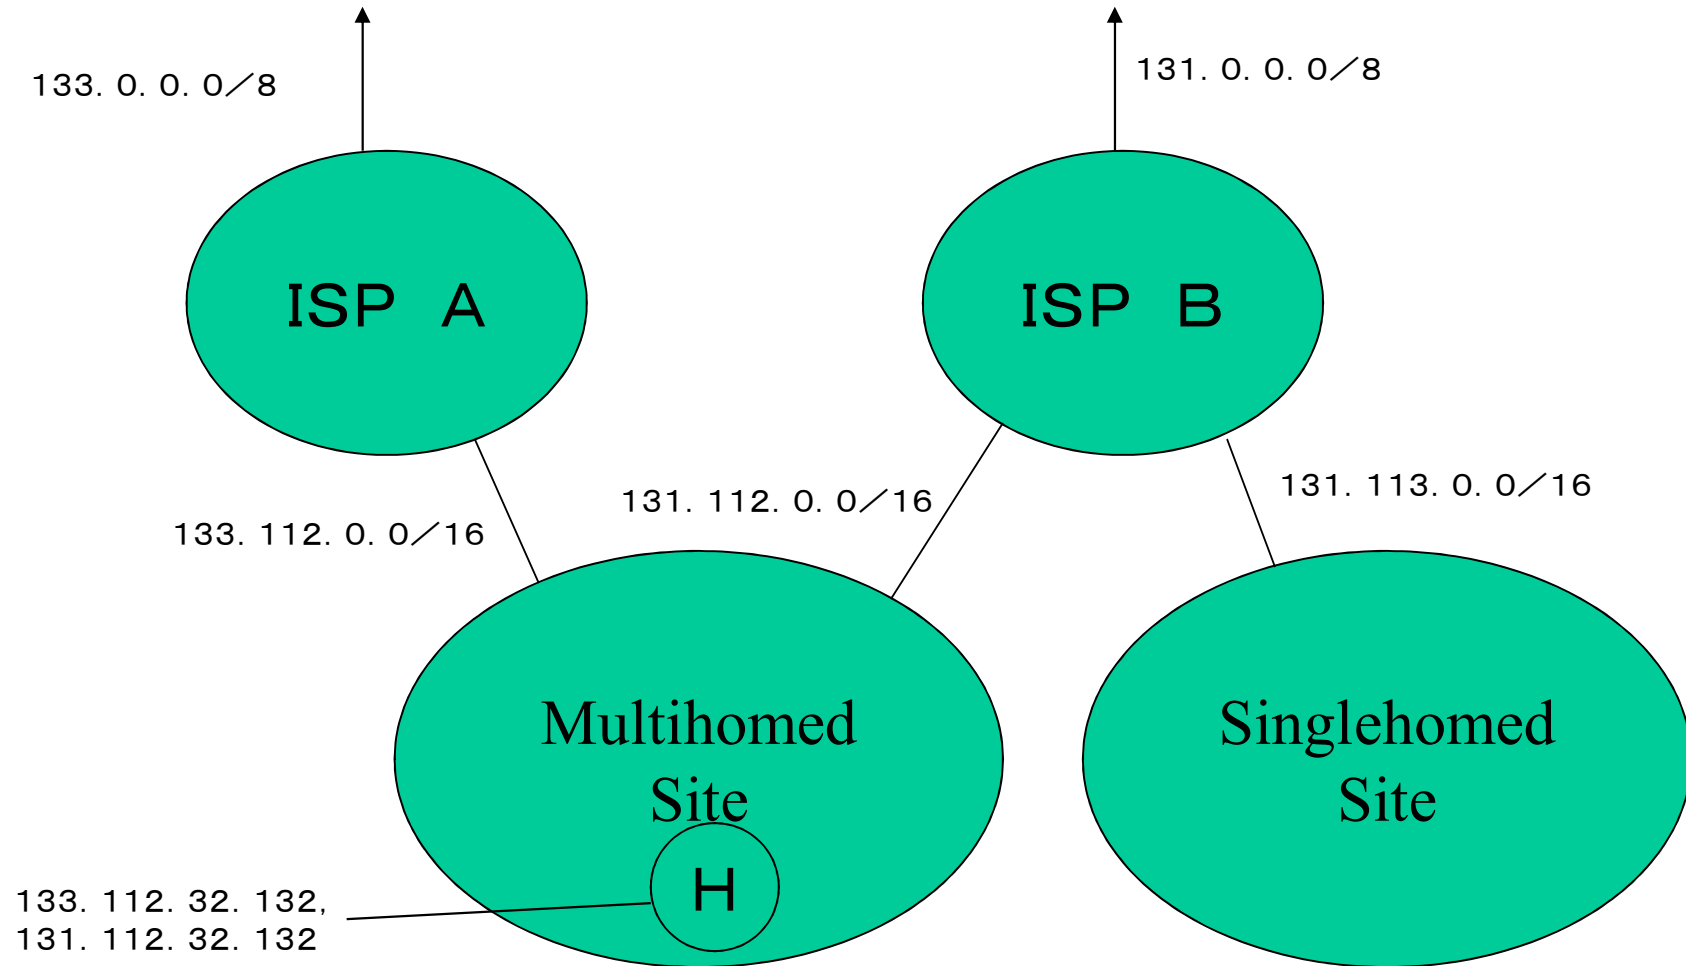 133. 0. 0. 0／8
131. 0. 0. 0／8
ISP A
ISP B
133. 112. 0. 0／16
131. 112. 0. 0／16
131. 113. 0. 0／16
Multihomed
Site
Singlehomed
Site
H
133. 112. 32. 132,
131. 112. 32. 132